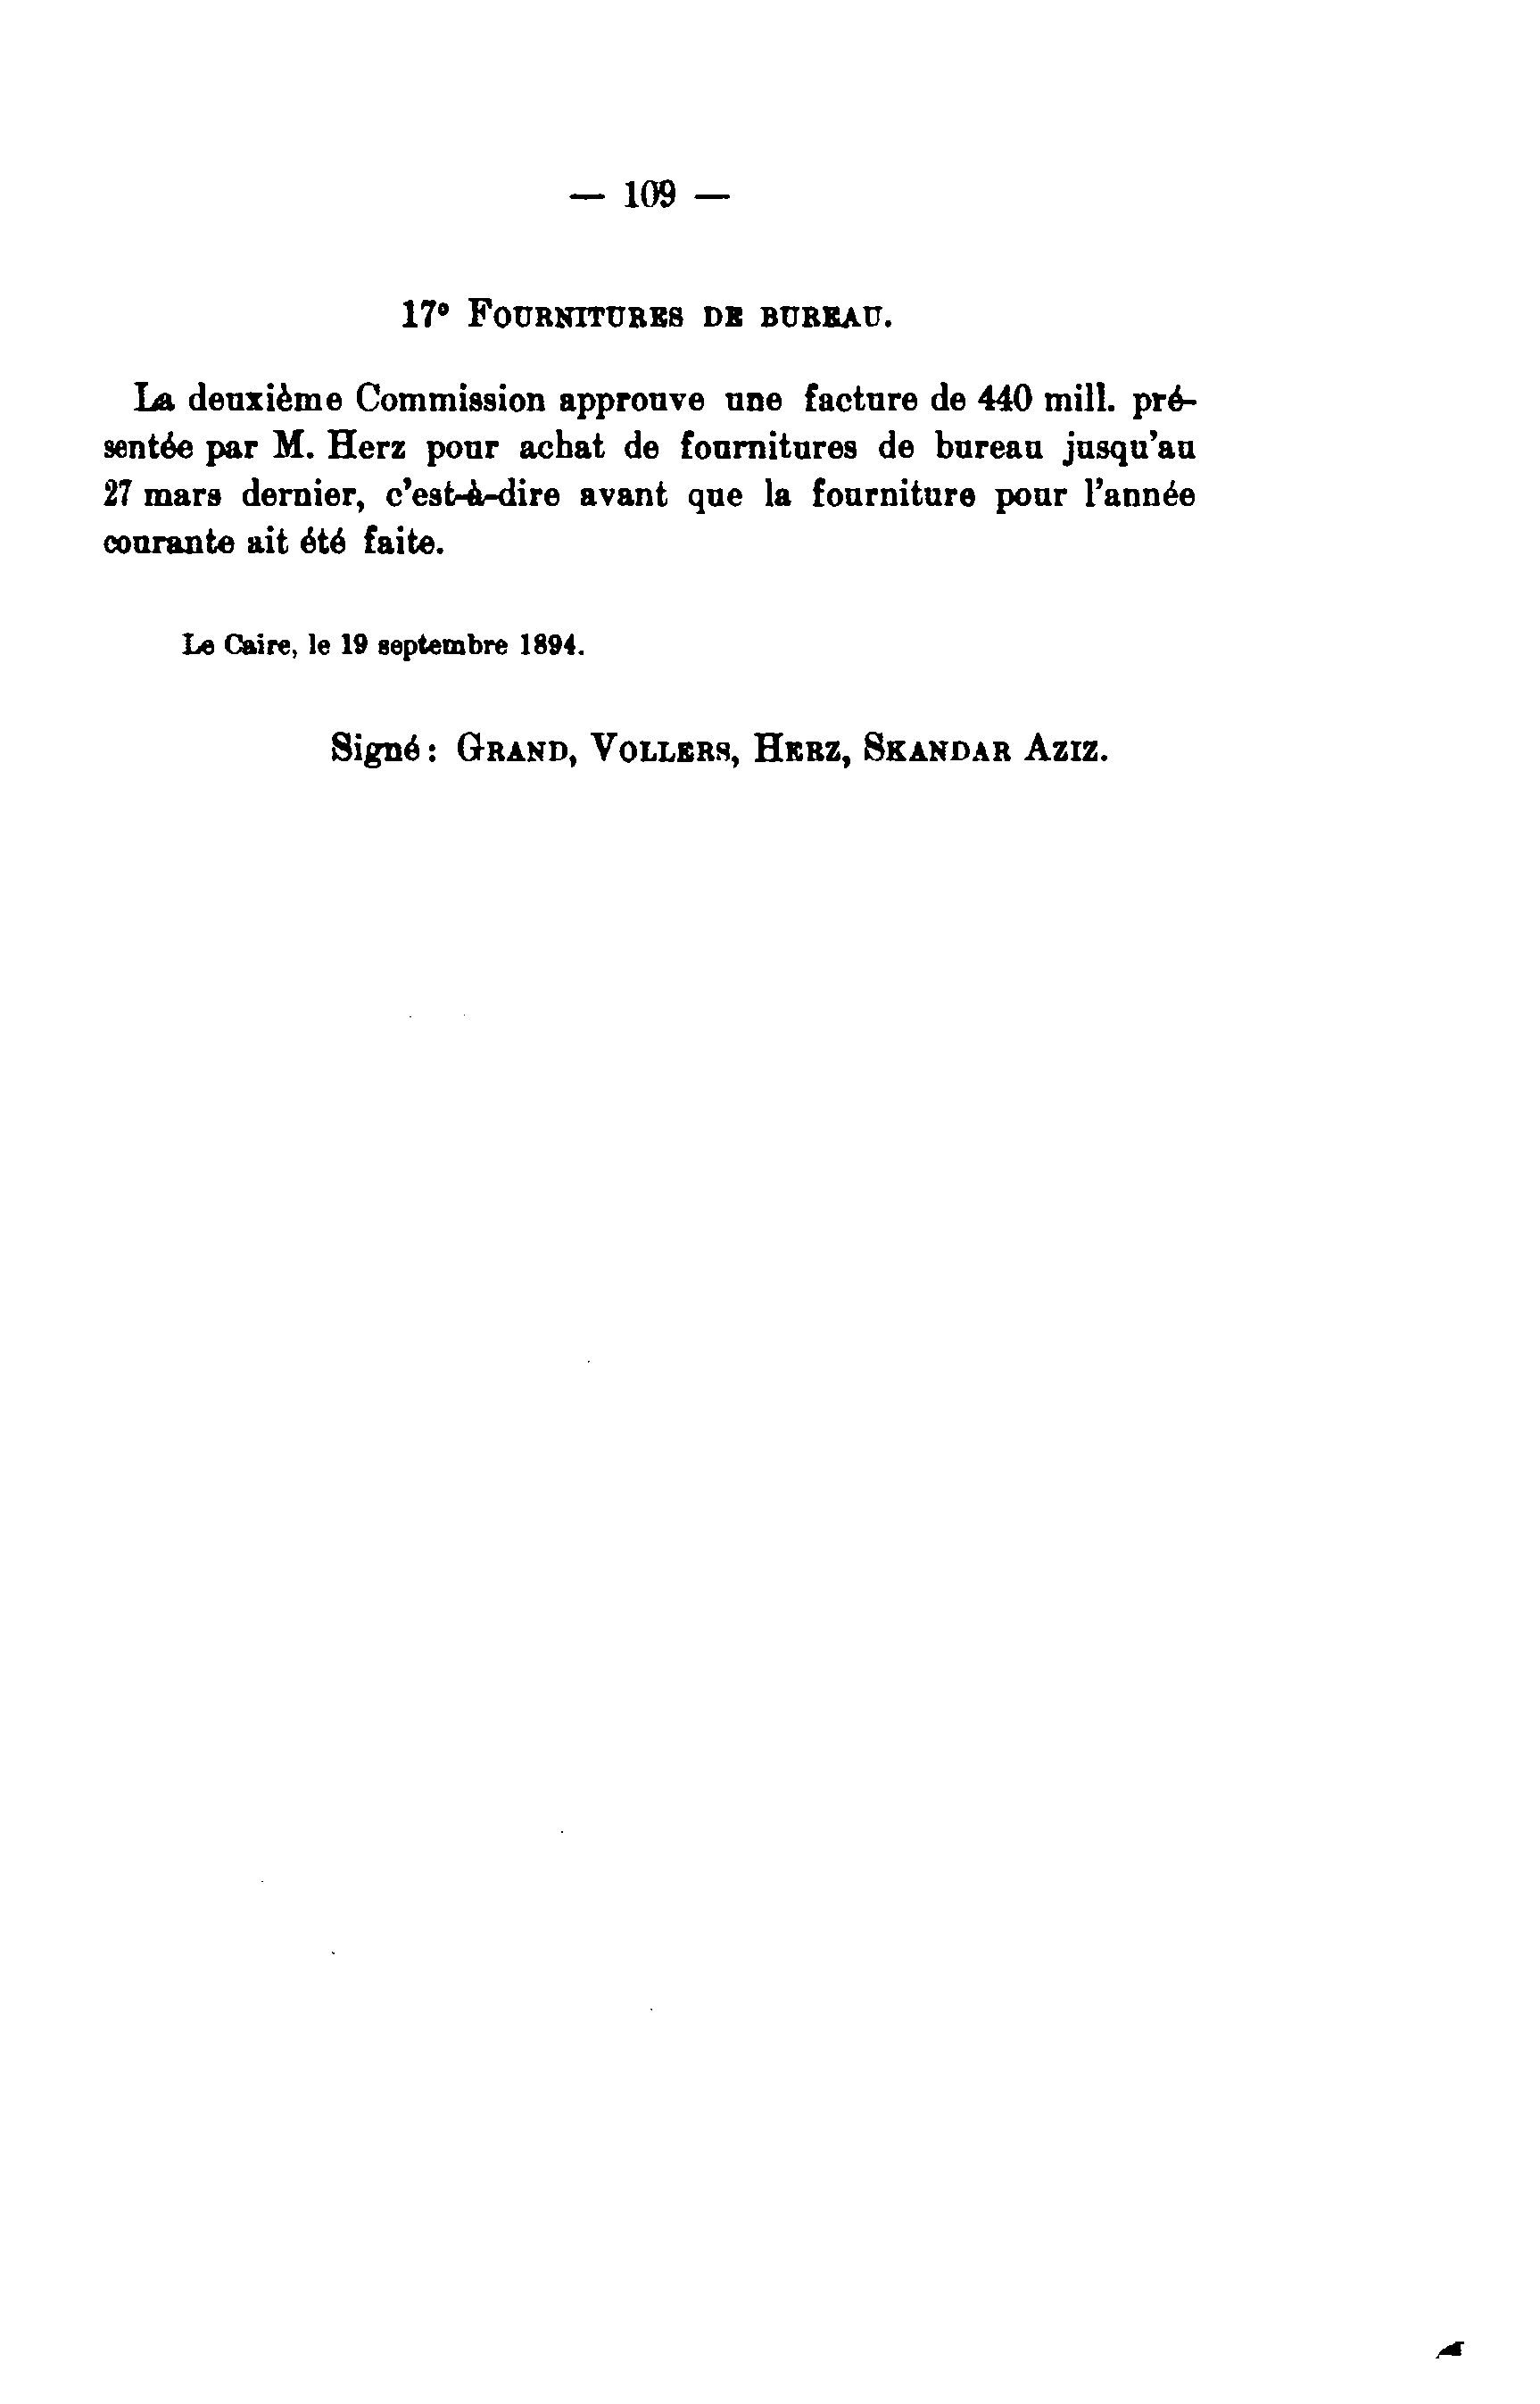 — 109 —
17° FOURNITURES DE BUREAU.
La deuxième Commission approuve une facture de 440 mill. pré-
sentée par M. Herz pour achat de fournitures de bureau jusqu'au
27 mars dernier, c'est-à-dire avant que la fourniture pour l'année
courante ait été faite.
Le Caire, le 19 septembre 1894.
Signé: GRAND, VOLLERS, HERZ, SKANDAR AZIZ.